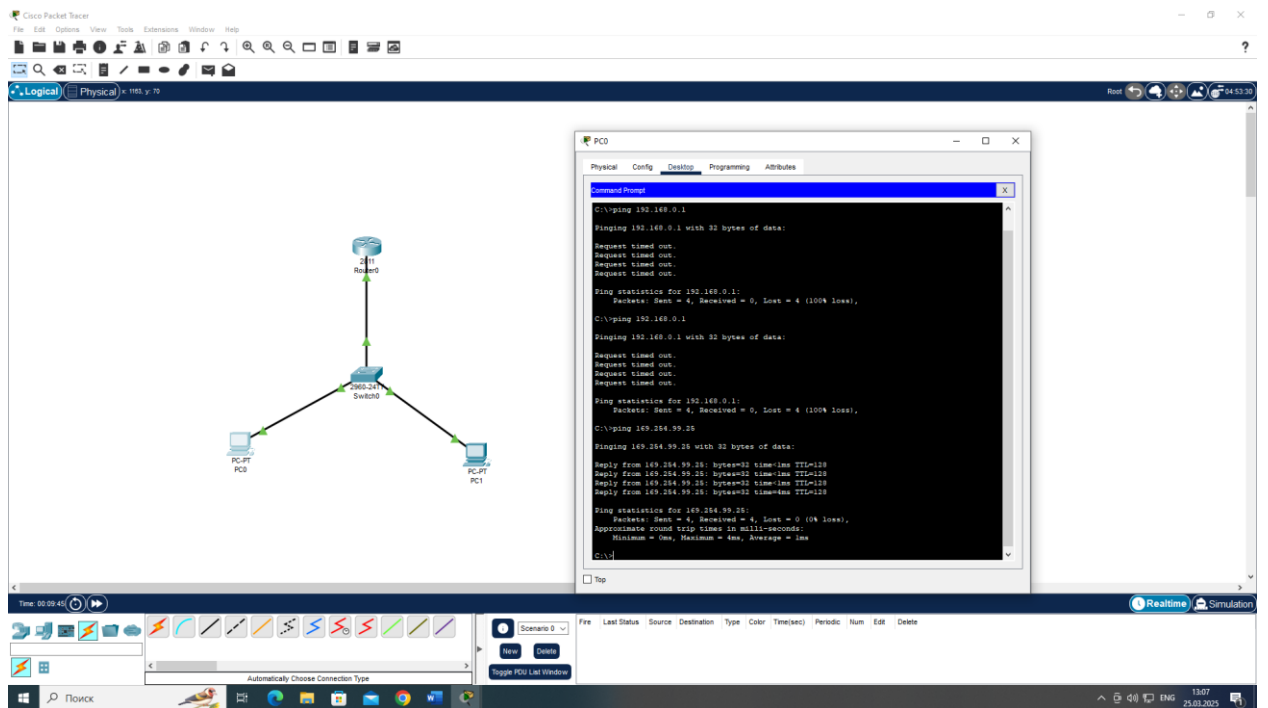 Cisco Packet Tracer
File Edit Options View Tools Extensions Window Help
?
Logical Physical x: 1163, y: 70 Root 04:53:30
PC0
Physical Config Desktop Programming Attributes
Command Prompt X
C:\>ping 192.168.0.1
Pinging 192.168.0.1 with 32 bytes of data:
Request timed out.
Request timed out.
Request timed out.
Request timed out.
Ping statistics for 192.168.0.1:
Packets: Sent = 4, Received = 0, Lost = 4 (100% loss),
C:\>ping 192.168.0.1
Pinging 192.168.0.1 with 32 bytes of data:
Request timed out.
Request timed out.
Request timed out.
Request timed out.
Ping statistics for 192.168.0.1:
Packets: Sent = 4, Received = 0, Lost = 4 (100% loss),
C:\>ping 169.254.99.25
Pinging 169.254.99.25 with 32 bytes of data:
Reply from 169.254.99.25: bytes=32 time<1ms TTL=128
Reply from 169.254.99.25: bytes=32 time<1ms TTL=128
Reply from 169.254.99.25: bytes=32 time<1ms TTL=128
Reply from 169.254.99.25: bytes=32 time=4ms TTL=128
Ping statistics for 169.254.99.25:
Packets: Sent = 4, Received = 4, Lost = 0 (0% loss),
Approximate round trip times in milli-seconds:
Minimum = 0ms, Maximum = 4ms, Average = 1ms
C:\>
Top
2811
Router0
2960-24TT
Switch0
PC-PT
PC0
PC-PT
PC1
Time: 00:09:45 Realtime Simulation
Scenario 0
New Delete
Toggle PDU List Window
Fire Last Status Source Destination Type Color Time(sec) Periodic Num Edit Delete
Automatically Choose Connection Type
Поиск
ENG
13:07
25.03.2025